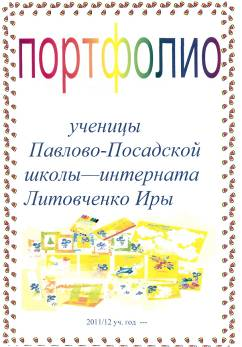 портфолио
ученицы
Павлово-Посадской
школы—интерната
Литовченко Иры
2011/12 уч. год ---